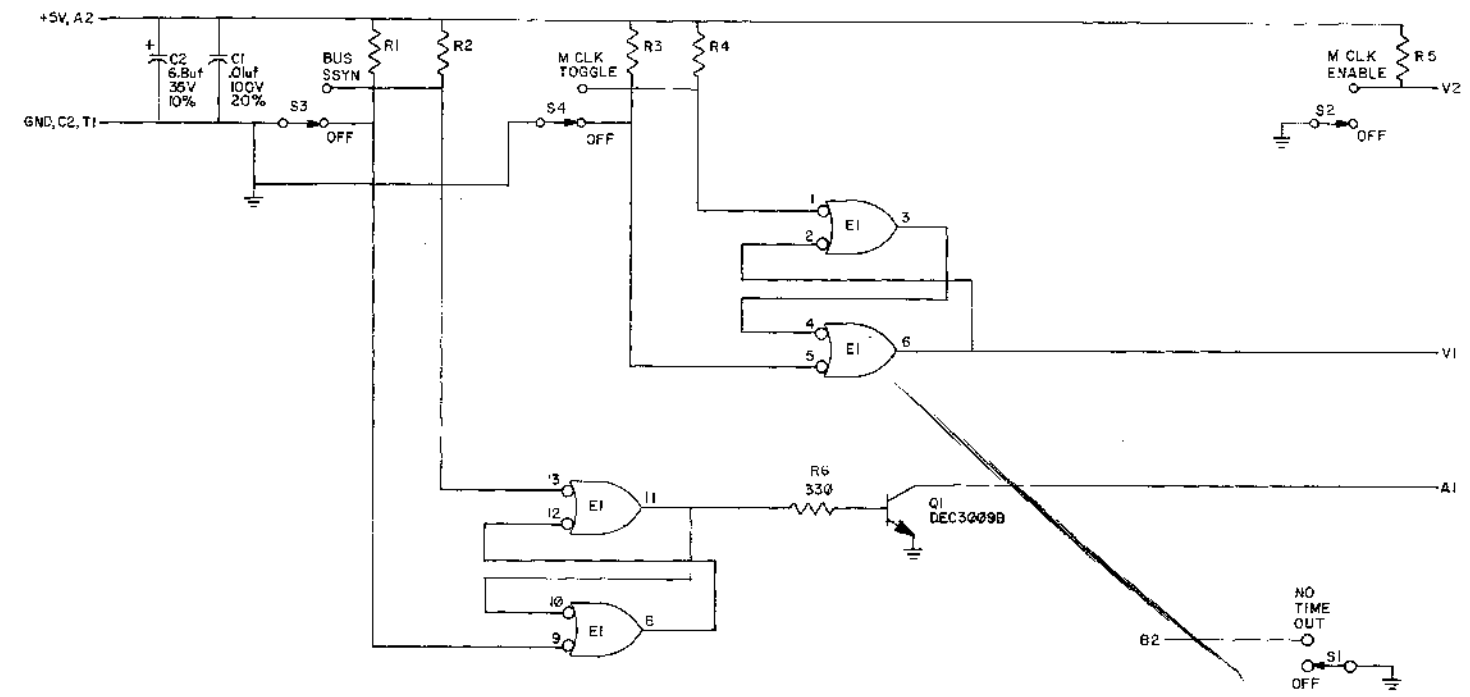 +5V, A2
R1
R2
R3
R4
R5
+
C2
6.8uf
35V
10%
C1
.01uf
100V
20%
BUS
SSYN
M CLK
TOGGLE
M CLK
ENABLE
V2
GND, C2, T1
S3
OFF
S4
OFF
S2
OFF
1
E1
3
2
4
E1
6
5
V1
13
E1
11
12
R6
330
Q1
DEC3009B
A1
10
E1
8
9
NO
TIME
OUT
B2
S1
OFF